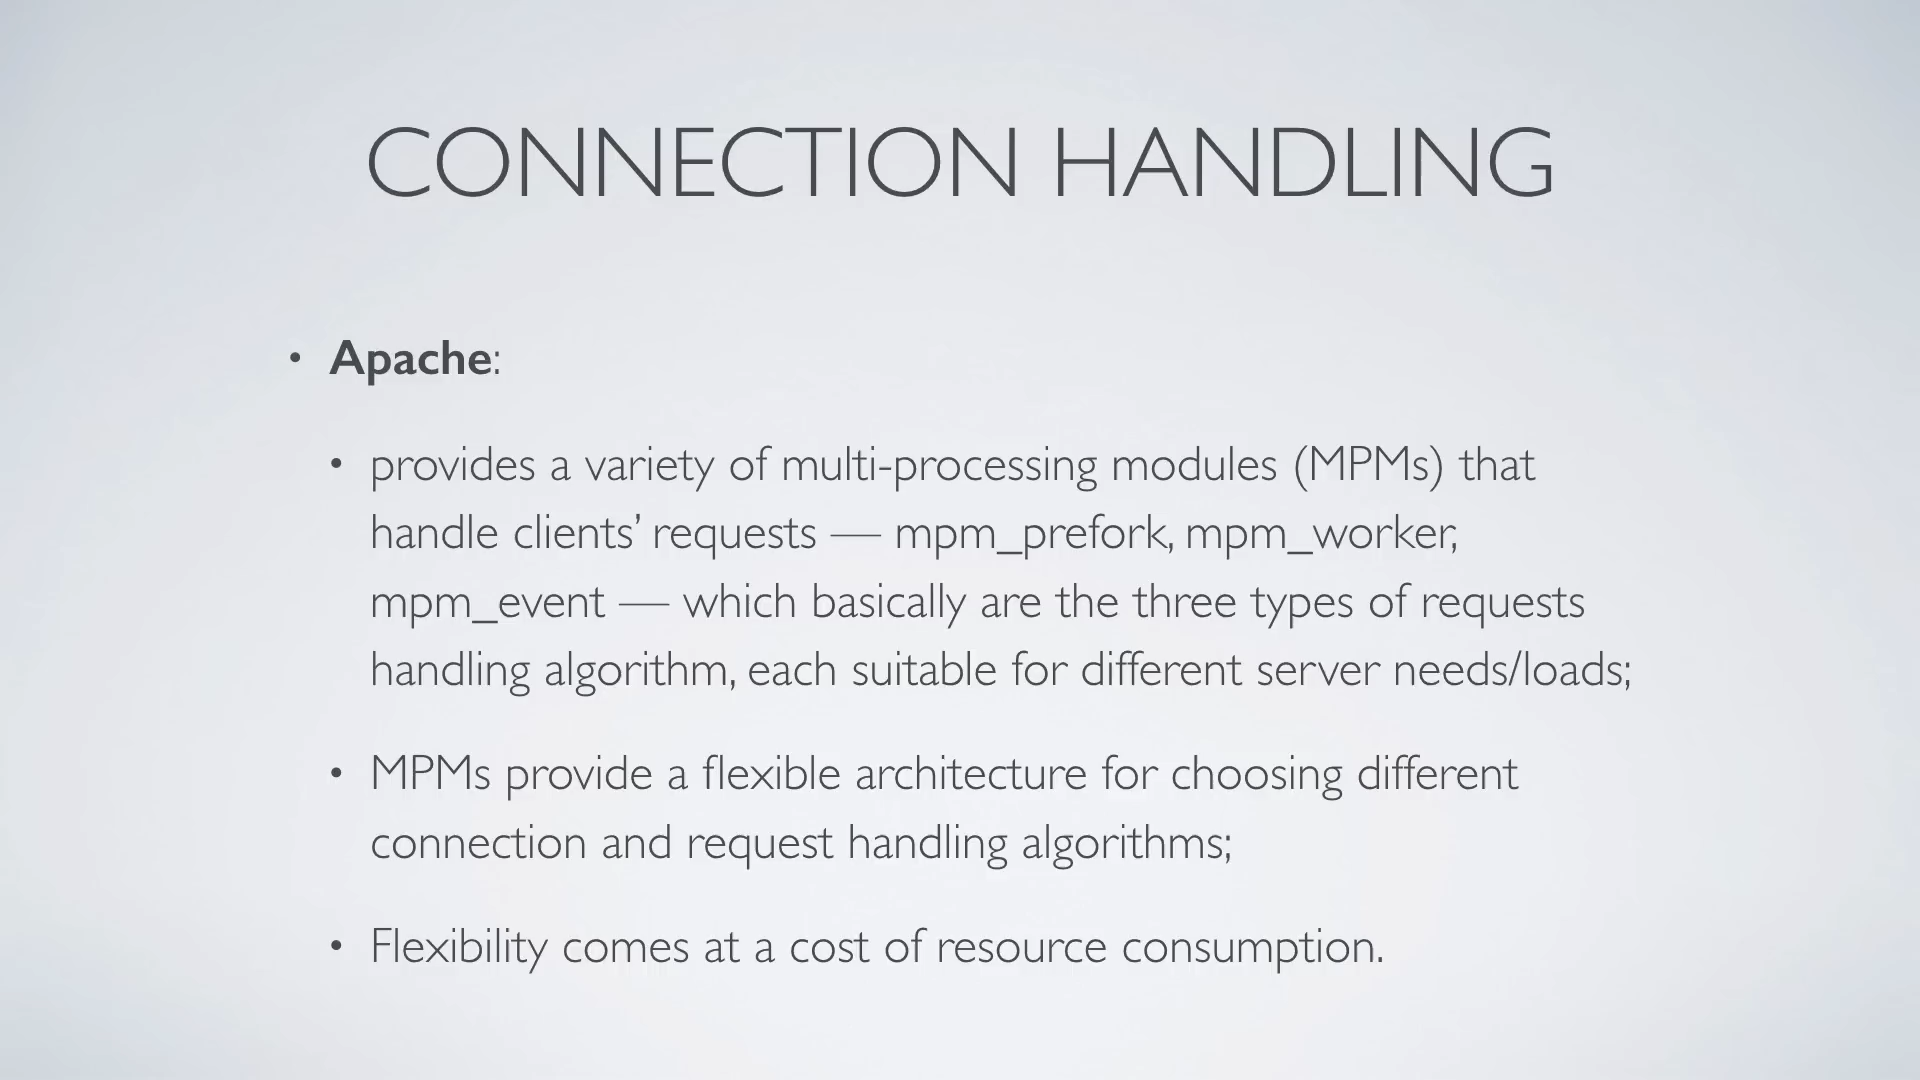 CONNECTION HANDLING
• Apache:
• provides a variety of multi-processing modules (MPMs) that
handle clients’ requests — mpm_prefork, mpm_worker,
mpm_event — which basically are the three types of requests
handling algorithm, each suitable for different server needs/loads;
• MPMs provide a flexible architecture for choosing different
connection and request handling algorithms;
• Flexibility comes at a cost of resource consumption.